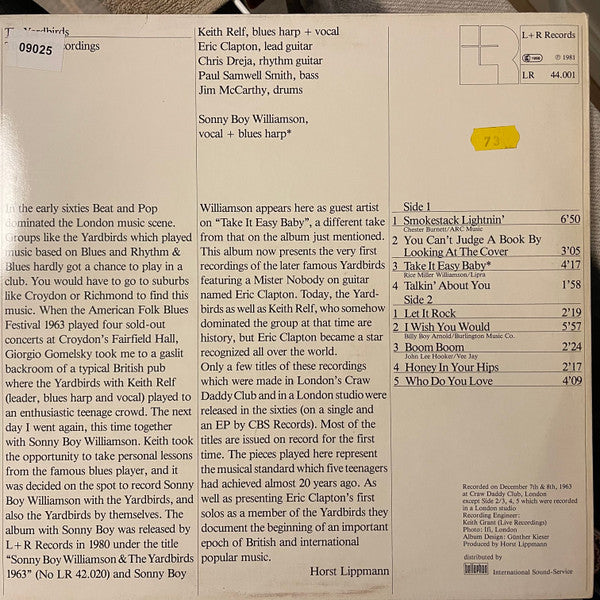 The Yardbirds
09025
ordings
Keith Relf, blues harp + vocal
Eric Clapton, lead guitar
Chris Dreja, rhythm guitar
Paul Samwell Smith, bass
Jim McCarthy, drums
Sonny Boy Williamson,
vocal + blues harp*
L+R Records
℗ 1981
LR 44.001
73
In the early sixties Beat and Pop
dominated the London music scene.
Groups like the Yardbirds which played
music based on Blues and Rhythm &
Blues hardly got a chance to play in a
club. You would have to go to suburbs
like Croydon or Richmond to find this
music. When the American Folk Blues
Festival 1963 played four sold-out
concerts at Croydon's Fairfield Hall,
Giorgio Gomelsky took me to a gaslit
backroom of a typical British pub
where the Yardbirds with Keith Relf
(leader, blues harp and vocal) played to
an enthusiastic teenage crowd. The next
day I went again, this time together
with Sonny Boy Williamson. Keith took
the opportunity to take personal lessons
from the famous blues player, and it
was decided on the spot to record Sonny
Boy Williamson with the Yardbirds, and
also the Yardbirds by themselves. The
album with Sonny Boy was released by
L+R Records in 1980 under the title
"Sonny Boy Williamson & The Yardbirds
1963" (No LR 42.020) and Sonny Boy
Williamson appears here as guest artist
on "Take It Easy Baby", a different take
from that on the album just mentioned.
This album now presents the very first
recordings of the later famous Yardbirds
featuring a Mister Nobody on guitar
named Eric Clapton. Today, the Yard-
birds as well as Keith Relf, who somehow
dominated the group at that time are
history, but Eric Clapton became a star
recognized all over the world.
Only a few titles of these recordings
which were made in London's Craw
Daddy Club and in a London studio were
released in the sixties (on a single and
an EP by CBS Records). Most of the
titles are issued on record for the first
time. The pieces played here represent
the musical standard which five teenagers
had achieved almost 20 years ago. As
well as presenting Eric Clapton's first
solos as a member of the Yardbirds they
document the beginning of an important
epoch of British and international
popular music.
Horst Lippmann
Side 1
1 Smokestack Lightnin' 6'50
Chester Burnett/ARC Music
2 You Can't Judge A Book By
Looking At The Cover 3'05
3 Take It Easy Baby* 4'17
Rice Miller Williamson/Lipra
4 Talkin' About You 1'58
Side 2
1 Let It Rock 2'19
2 I Wish You Would 5'57
Billy Boy Arnold/Burlington Music Co.
3 Boom Boom 2'24
John Lee Hooker/Vee Jay
4 Honey In Your Hips 2'17
5 Who Do You Love 4'09
Recorded on December 7th & 8th, 1963
at Craw Daddy Club, London
except Side 2/3, 4, 5 which were recorded
in a London studio
Recording Engineer:
Keith Grant (Live Recordings)
Photo: Ifi, London
Album Design: Günther Kieser
Produced by Horst Lippmann
distributed by
bellaphon International Sound-Service